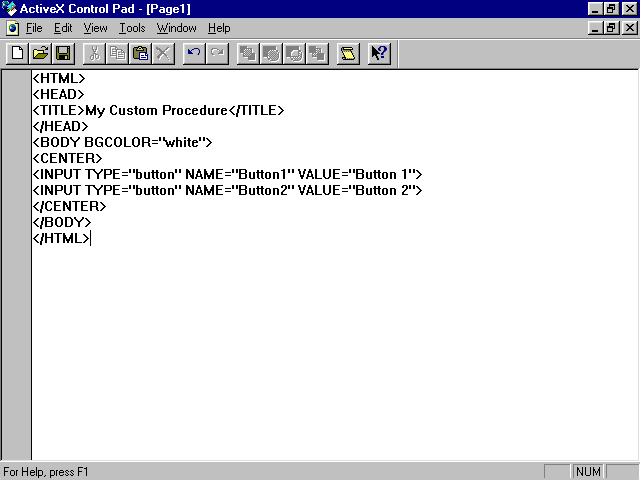 ActiveX Control Pad - [Page1]
File Edit View Tools Window Help
<HTML>
<HEAD>
<TITLE>My Custom Procedure</TITLE>
</HEAD>
<BODY BGCOLOR="white">
<CENTER>
<INPUT TYPE="button" NAME="Button1" VALUE="Button 1">
<INPUT TYPE="button" NAME="Button2" VALUE="Button 2">
</CENTER>
</BODY>
</HTML>
For Help, press F1
NUM